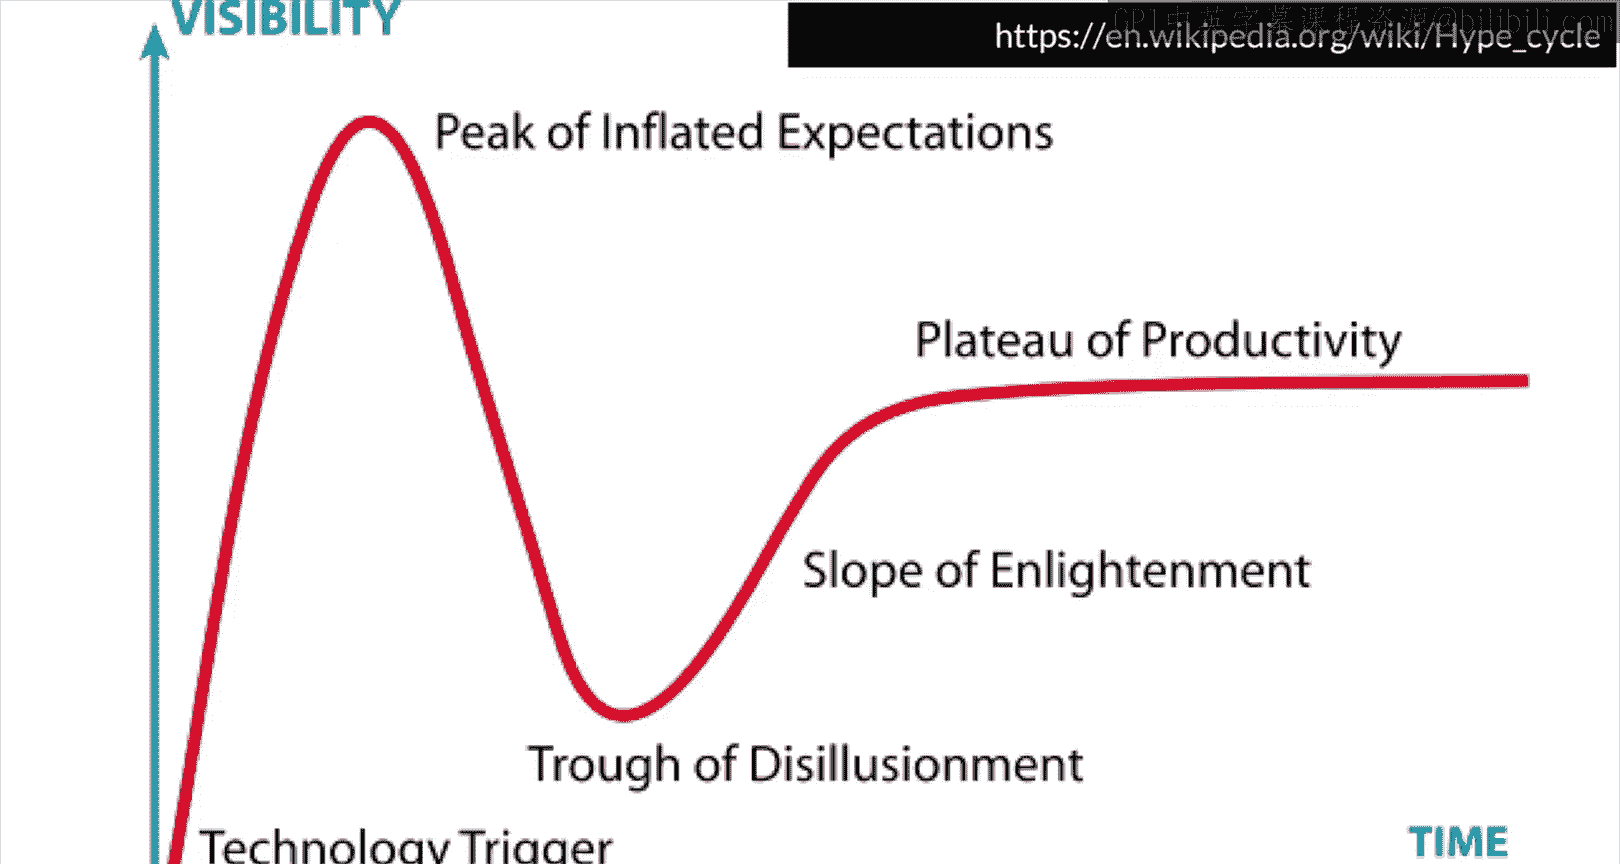 VISIBILITY
https://en.wikipedia.org/wiki/Hype_cycle
Peak of Inflated Expectations
Plateau of Productivity
Slope of Enlightenment
Trough of Disillusionment
TIME
Technology Trigger